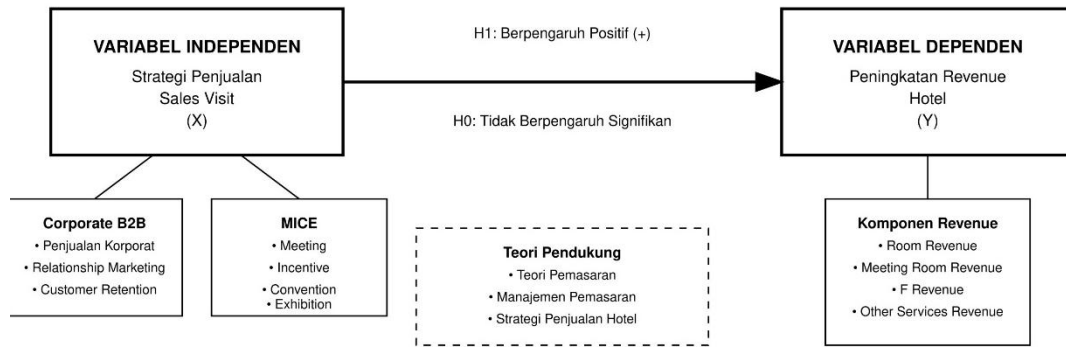 VARIABEL INDEPENDEN
Strategi Penjualan
Sales Visit
(X)
H1: Berpengaruh Positif (+)
H0: Tidak Berpengaruh Signifikan
VARIABEL DEPENDEN
Peningkatan Revenue
Hotel
(Y)
Corporate B2B
• Penjualan Korporat
• Relationship Marketing
• Customer Retention
MICE
• Meeting
• Incentive
• Convention
• Exhibition
Teori Pendukung
• Teori Pemasaran
• Manajemen Pemasaran
• Strategi Penjualan Hotel
Komponen Revenue
• Room Revenue
• Meeting Room Revenue
• F Revenue
• Other Services Revenue